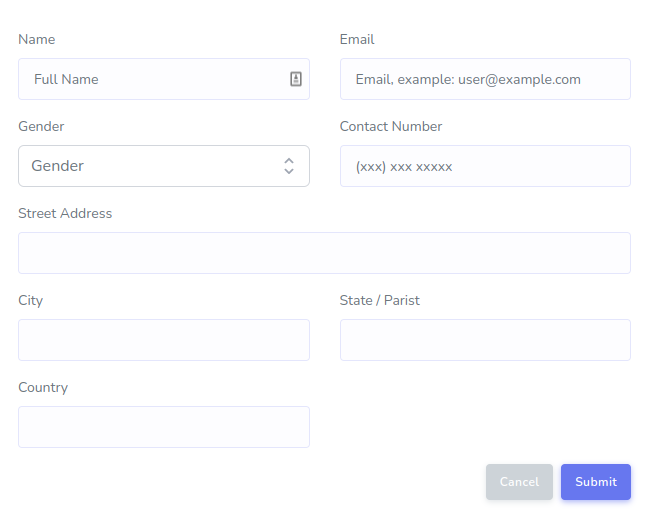 Name
Email
Full Name
Email, example: user@example.com
Gender
Contact Number
Gender
(xxx) xxx xxxxx
Street Address
City
State / Parist
Country
Cancel
Submit